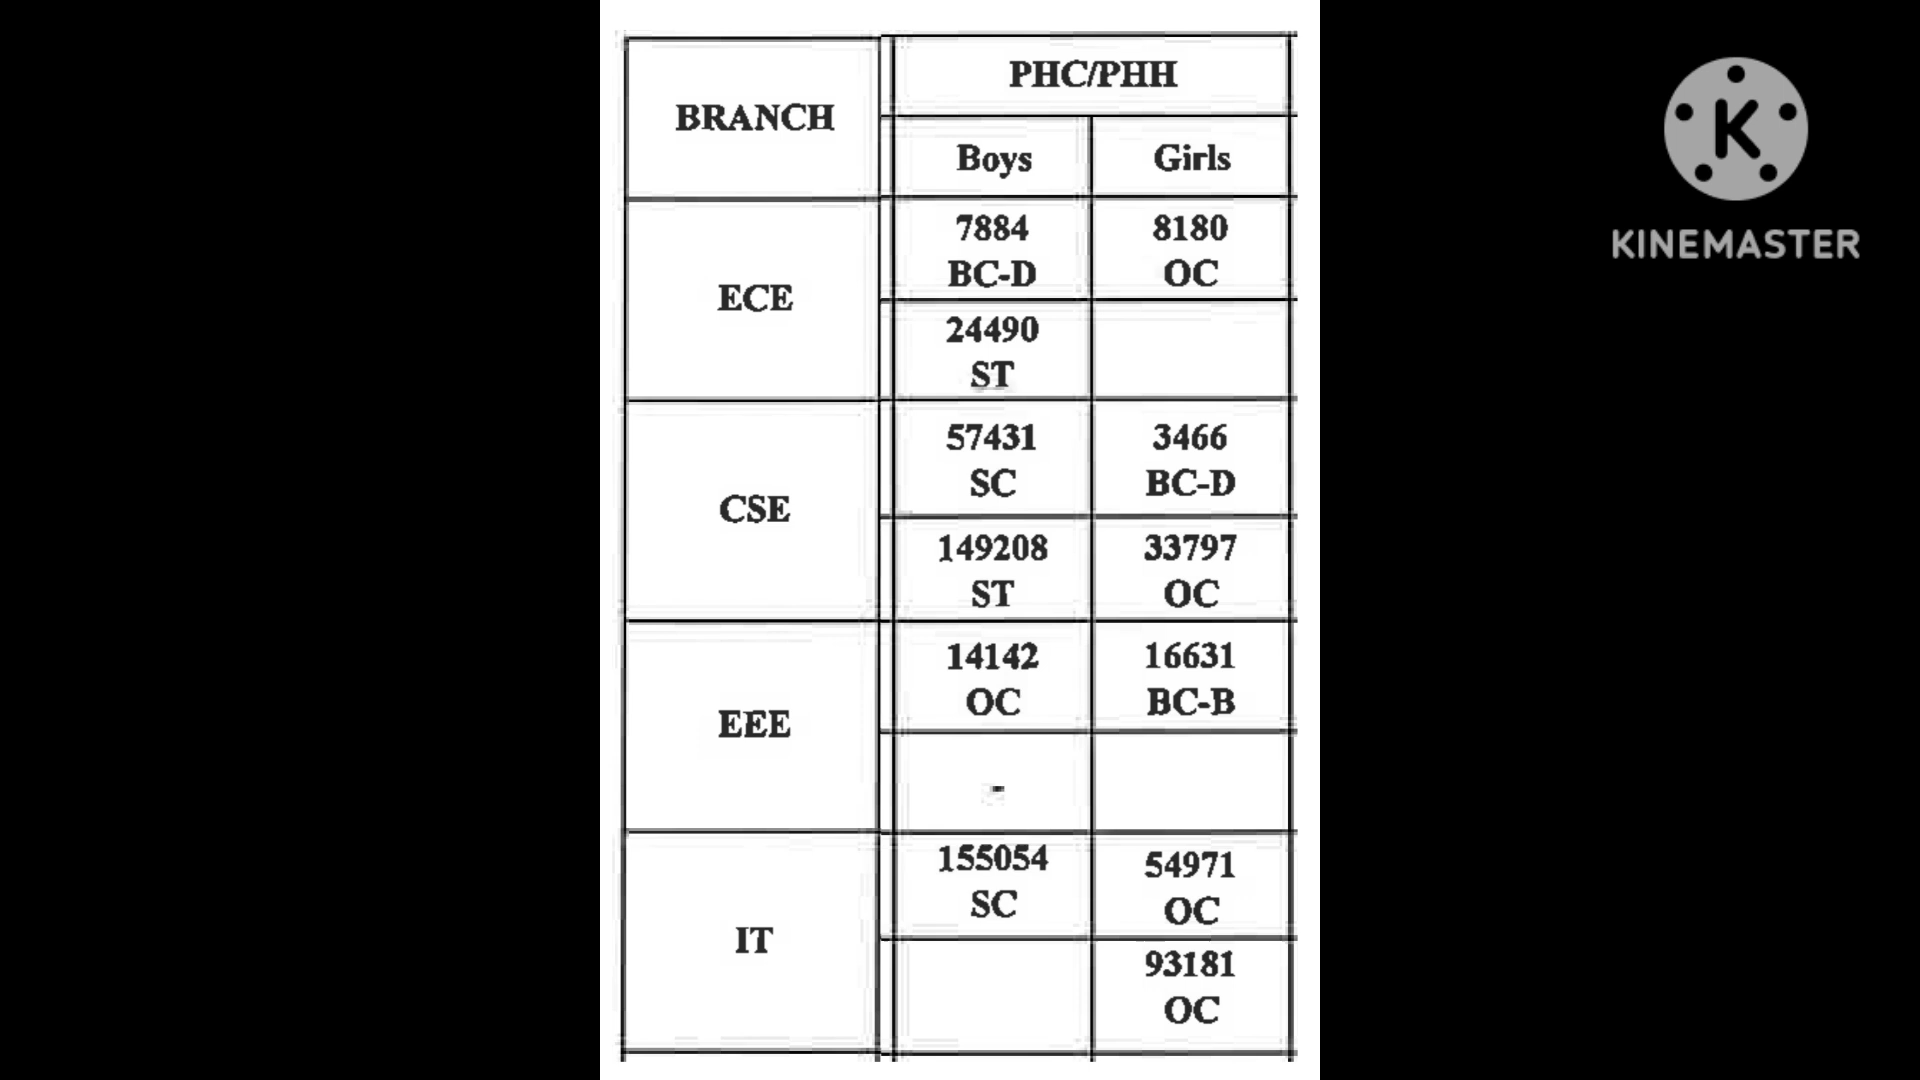 BRANCH
PHC/PHH
Boys
Girls
ECE
7884
BC-D
8180
OC
24490
ST
CSE
57431
SC
3466
BC-D
149208
ST
33797
OC
EEE
14142
OC
16631
BC-B
-
IT
155054
SC
54971
OC
93181
OC
K
KINEMASTER